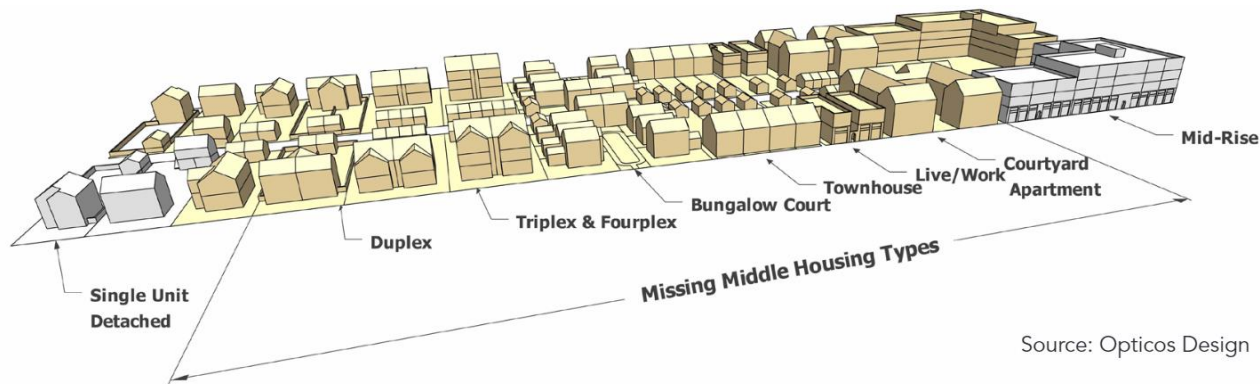 Single Unit
Detached
Duplex
Triplex & Fourplex
Bungalow Court
Townhouse
Live/Work
Courtyard
Apartment
Mid-Rise
Missing Middle Housing Types
Source: Opticos Design